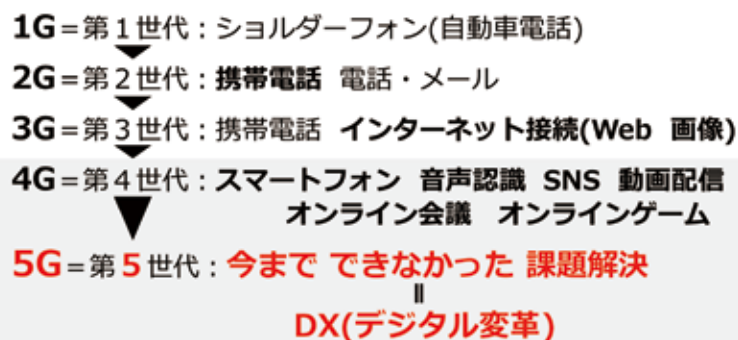 1G=第1世代：ショルダーフォン(自動車電話)
2G=第2世代：携帯電話 電話・メール
3G=第3世代：携帯電話 インターネット接続(Web 画像)
4G=第4世代：スマートフォン 音声認識 SNS 動画配信
オンライン会議 オンラインゲーム
5G=第5世代：今まで できなかった 課題解決
॥
DX(デジタル変革)